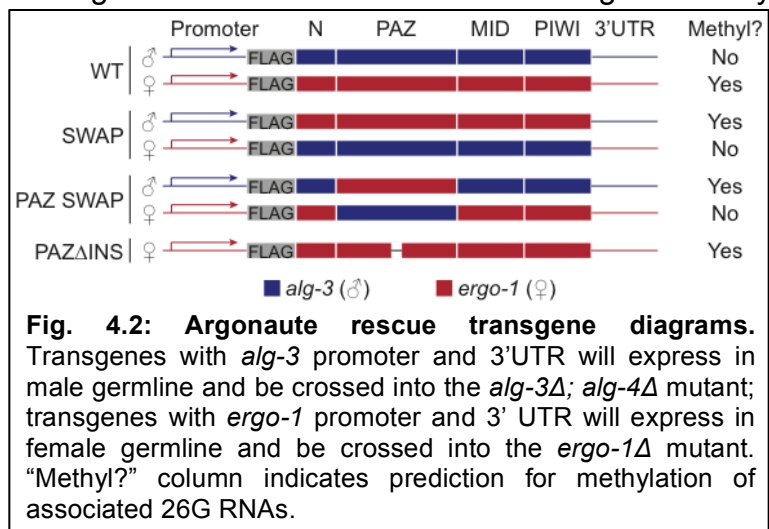 Promoter N PAZ MID PIWI 3'UTR Methyl?
WT ♂ FLAG No
♀ FLAG Yes
SWAP ♂ FLAG Yes
♀ FLAG No
PAZ SWAP ♂ FLAG Yes
♀ FLAG No
PAZΔINS ♀ FLAG Yes
alg-3 (♂) ergo-1 (♀)
Fig. 4.2: Argonaute rescue transgene diagrams.
Transgenes with alg-3 promoter and 3'UTR will express in
male germline and be crossed into the alg-3Δ; alg-4Δ mutant;
transgenes with ergo-1 promoter and 3' UTR will express in
female germline and be crossed into the ergo-1Δ mutant.
“Methyl?” column indicates prediction for methylation of
associated 26G RNAs.